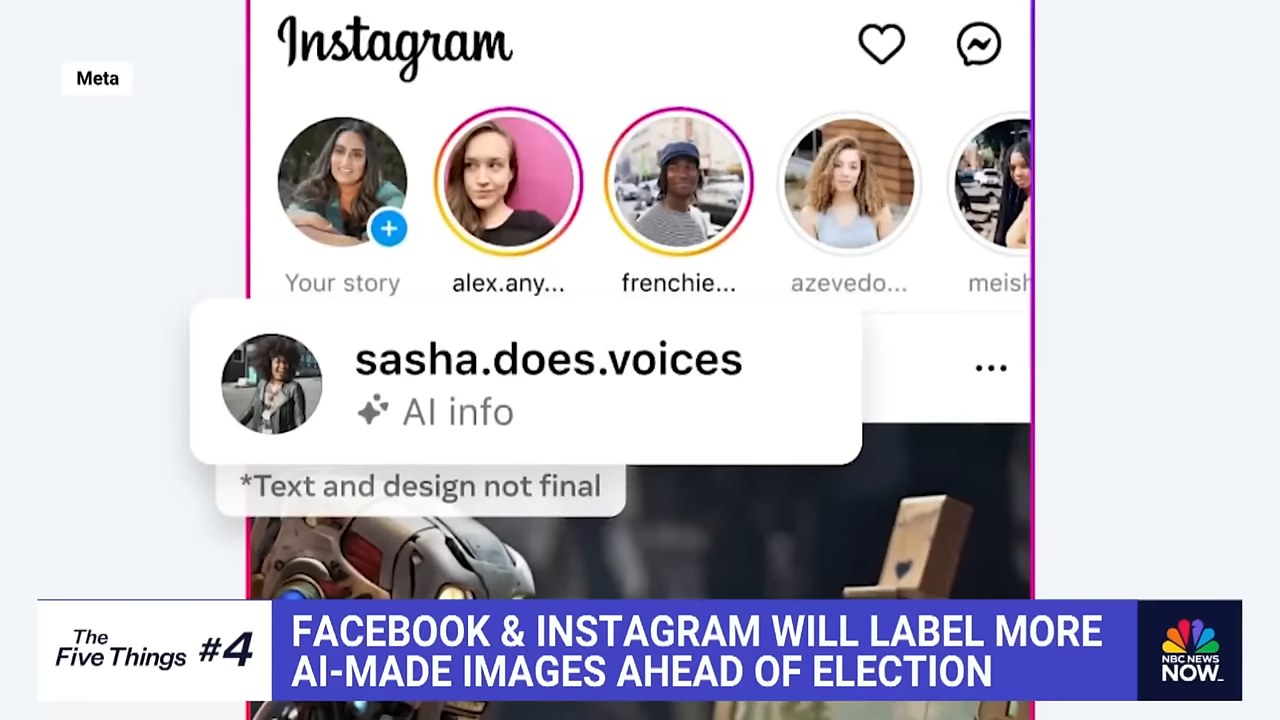 Instagram
Meta
Your story
alex.any...
frenchie...
azevedo...
meish
sasha.does.voices
AI info
*Text and design not final
The
Five Things #4
FACEBOOK & INSTAGRAM WILL LABEL MORE
AI-MADE IMAGES AHEAD OF ELECTION
NBC NEWS
NOW